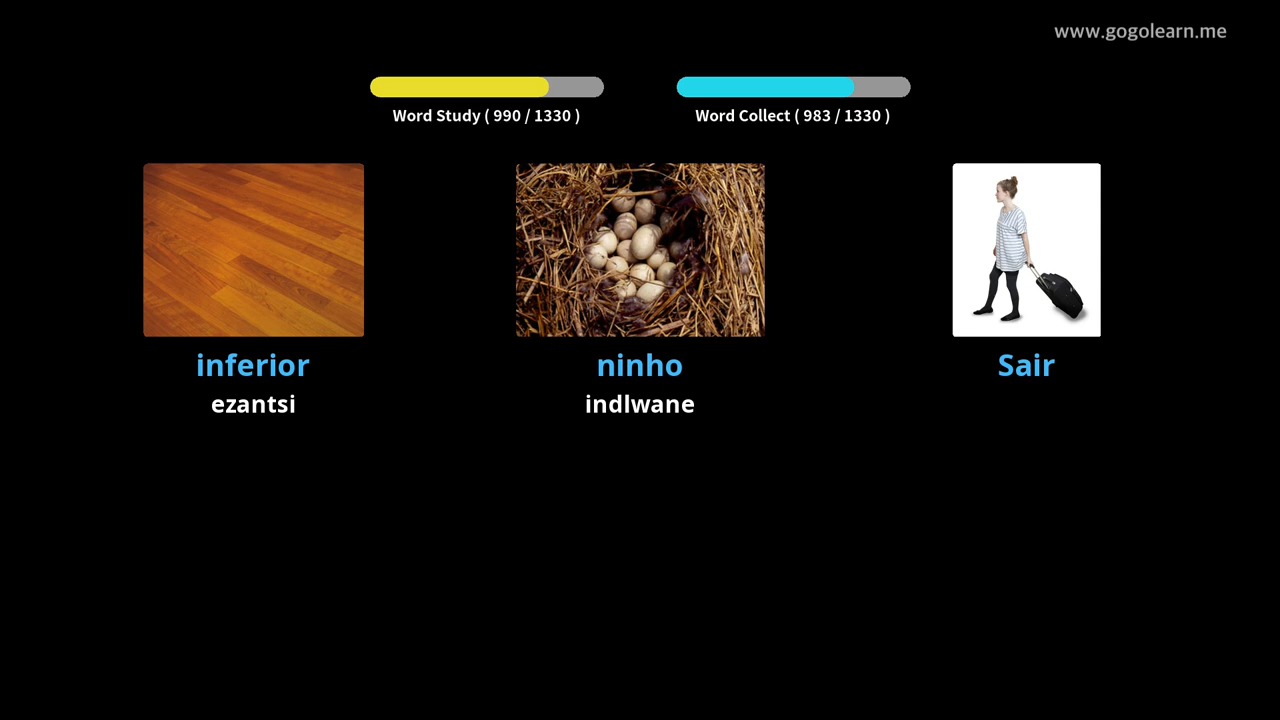 www.gogolearn.me
Word Study ( 990 / 1330 )
Word Collect ( 983 / 1330 )
inferior
ninho
Sair
ezantsi
indlwane